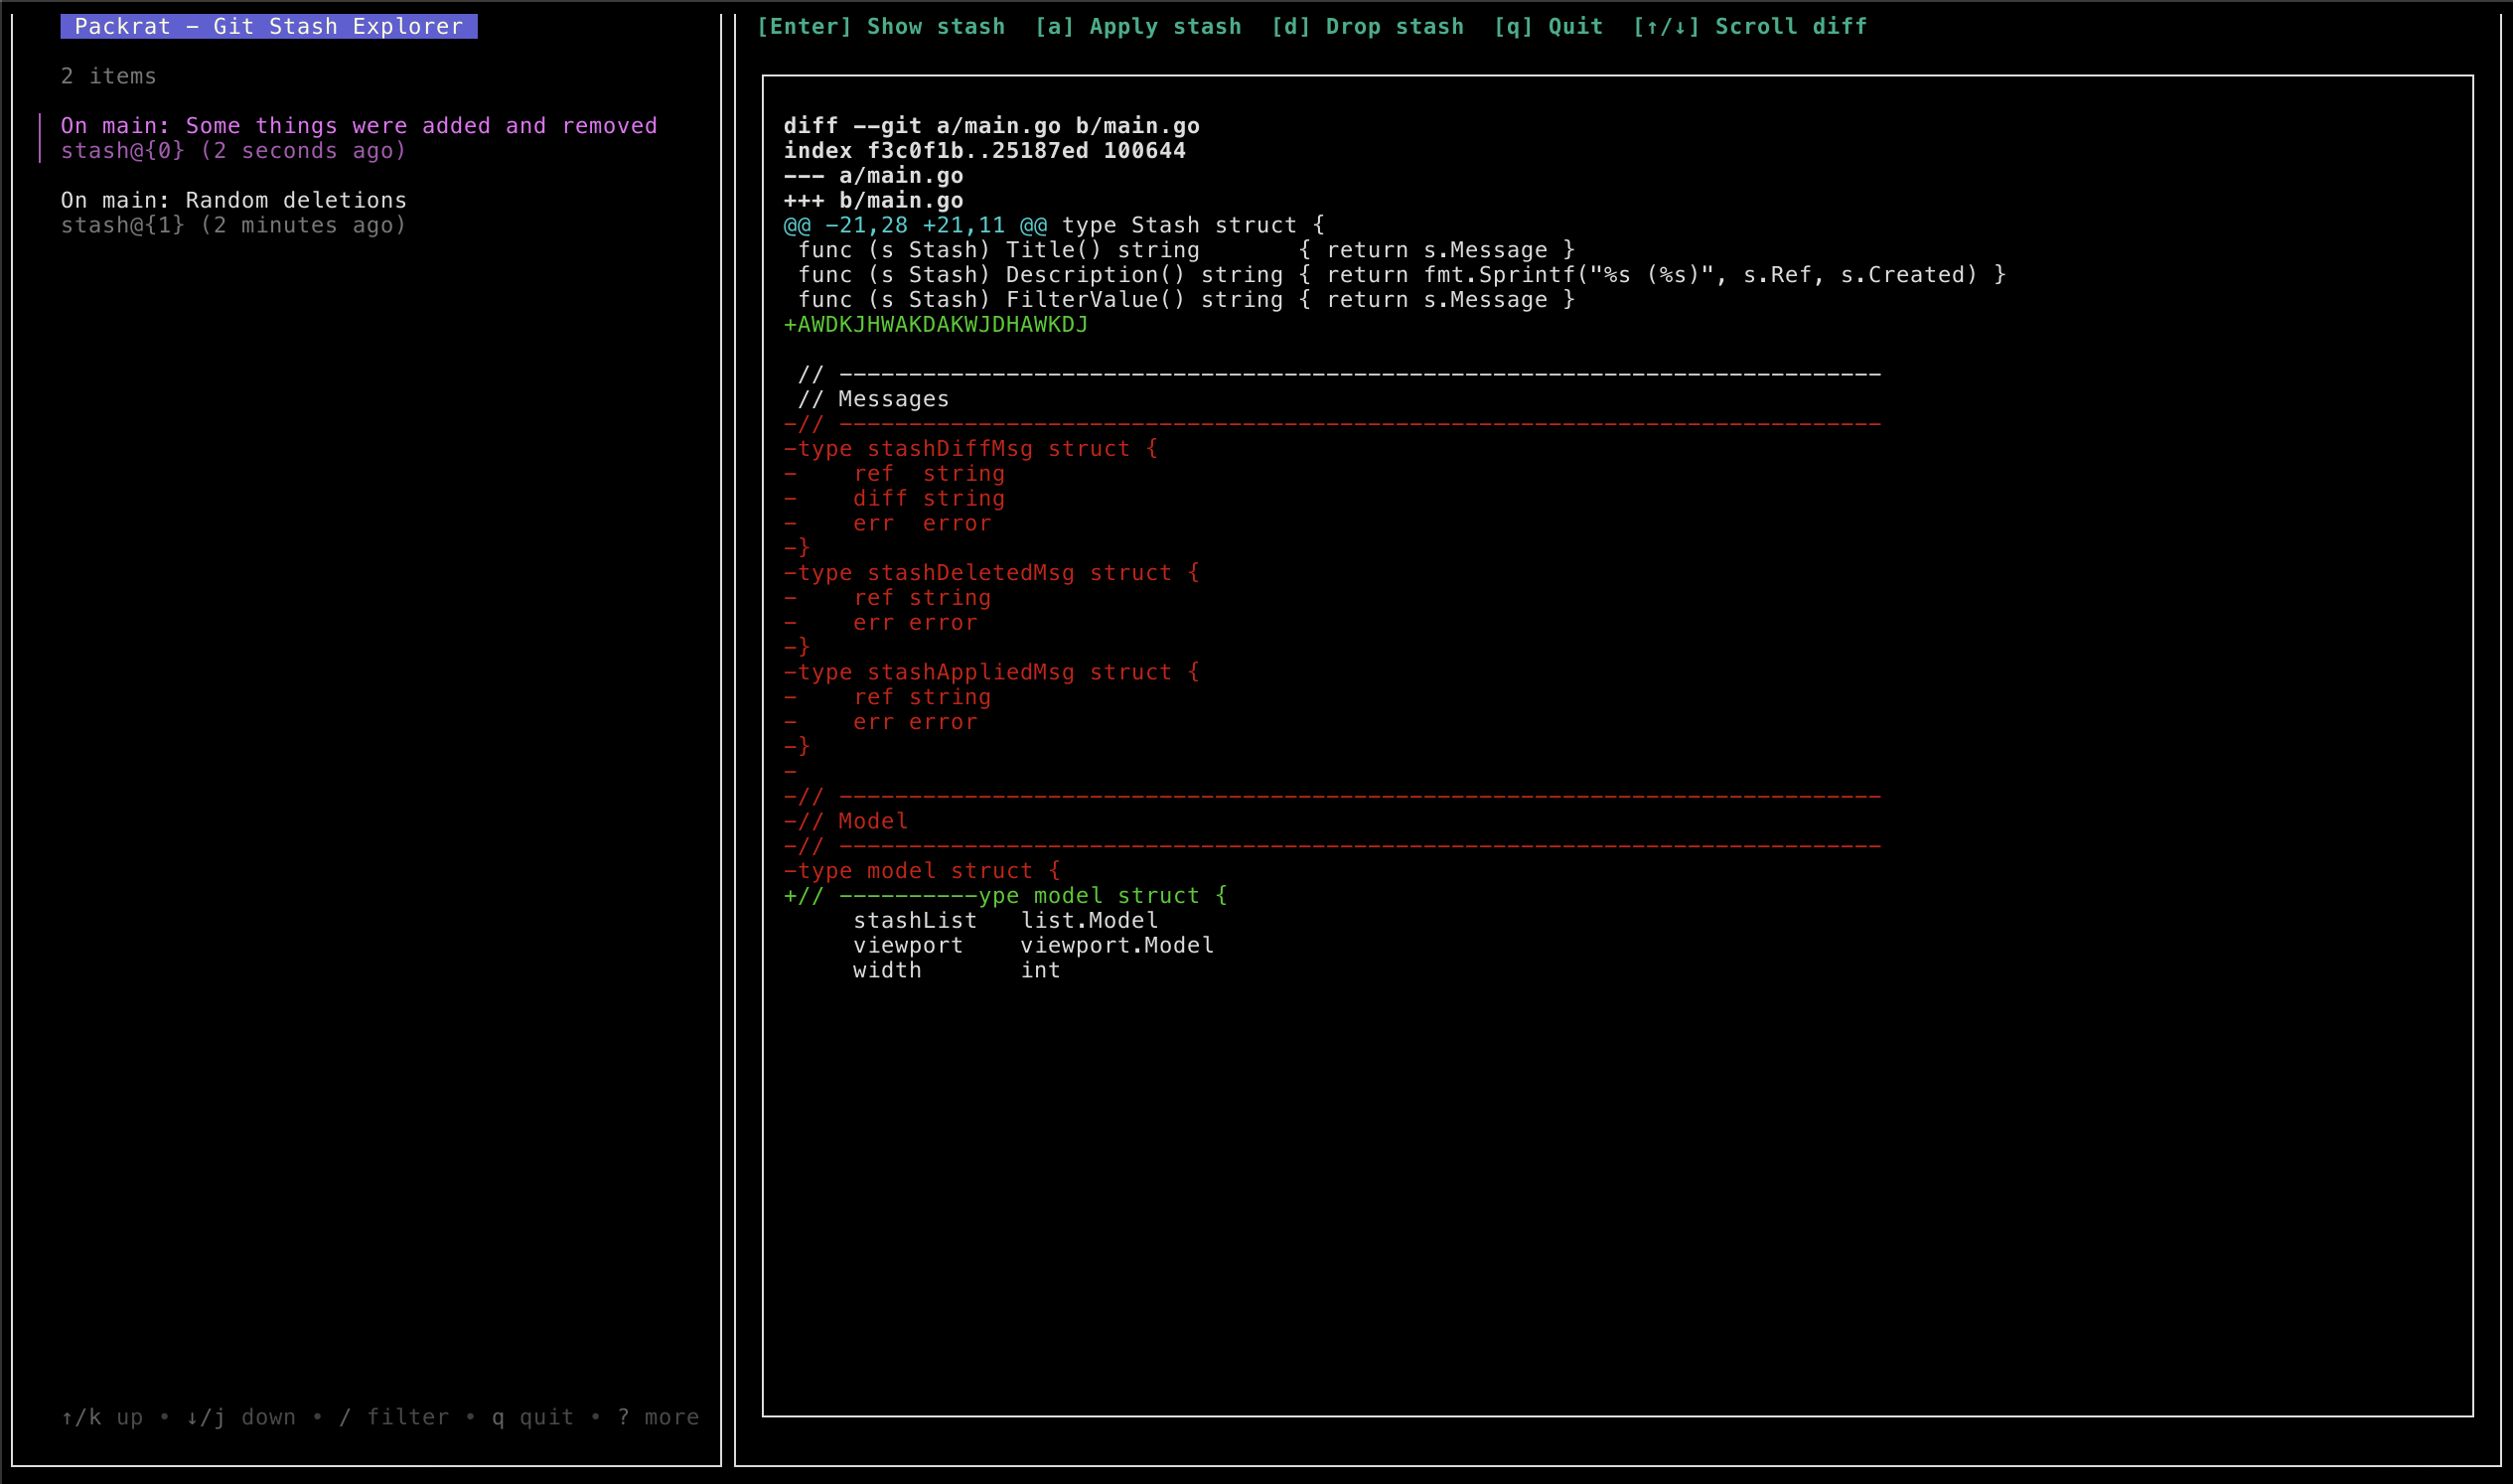 Packrat – Git Stash Explorer
2 items
On main: Some things were added and removed
stash@{0} (2 seconds ago)
On main: Random deletions
stash@{1} (2 minutes ago)
↑/k up • ↓/j down • / filter • q quit • ? more
[Enter] Show stash  [a] Apply stash  [d] Drop stash  [q] Quit  [↑/↓] Scroll diff
diff --git a/main.go b/main.go
index f3c0f1b..25187ed 100644
--- a/main.go
+++ b/main.go
@@ -21,28 +21,11 @@ type Stash struct {
 func (s Stash) Title() string       { return s.Message }
 func (s Stash) Description() string { return fmt.Sprintf("%s (%s)", s.Ref, s.Created) }
 func (s Stash) FilterValue() string { return s.Message }
+AWDKJHWAKDAKWJDHAWKDJ
 // ---------------------------------------------------------------------------
 // Messages
-// ---------------------------------------------------------------------------
-type stashDiffMsg struct {
-    ref  string
-    diff string
-    err  error
-}
-type stashDeletedMsg struct {
-    ref string
-    err error
-}
-type stashAppliedMsg struct {
-    ref string
-    err error
-}
-
-// ---------------------------------------------------------------------------
-// Model
-// ---------------------------------------------------------------------------
-type model struct {
+// ----------ype model struct {
     stashList   list.Model
     viewport    viewport.Model
     width       int